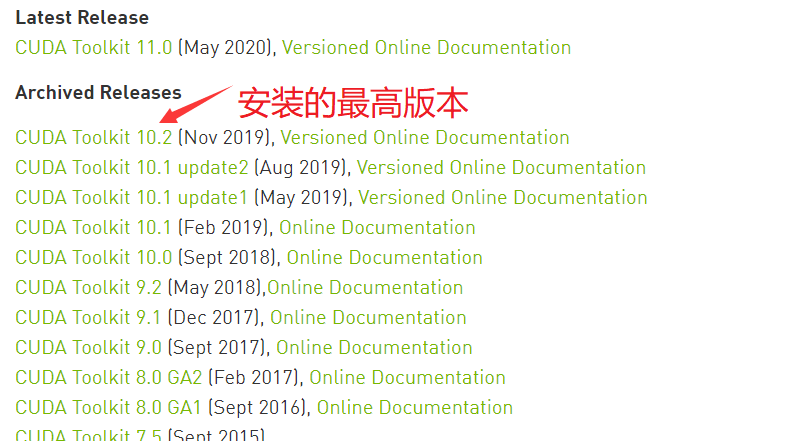 Latest Release
CUDA Toolkit 11.0 (May 2020), Versioned Online Documentation
Archived Releases
安装的最高版本
CUDA Toolkit 10.2 (Nov 2019), Versioned Online Documentation
CUDA Toolkit 10.1 update2 (Aug 2019), Versioned Online Documentation
CUDA Toolkit 10.1 update1 (May 2019), Versioned Online Documentation
CUDA Toolkit 10.1 (Feb 2019), Online Documentation
CUDA Toolkit 10.0 (Sept 2018), Online Documentation
CUDA Toolkit 9.2 (May 2018),Online Documentation
CUDA Toolkit 9.1 (Dec 2017), Online Documentation
CUDA Toolkit 9.0 (Sept 2017), Online Documentation
CUDA Toolkit 8.0 GA2 (Feb 2017), Online Documentation
CUDA Toolkit 8.0 GA1 (Sept 2016), Online Documentation
CUDA Toolkit 7.5 (Sept 2015)